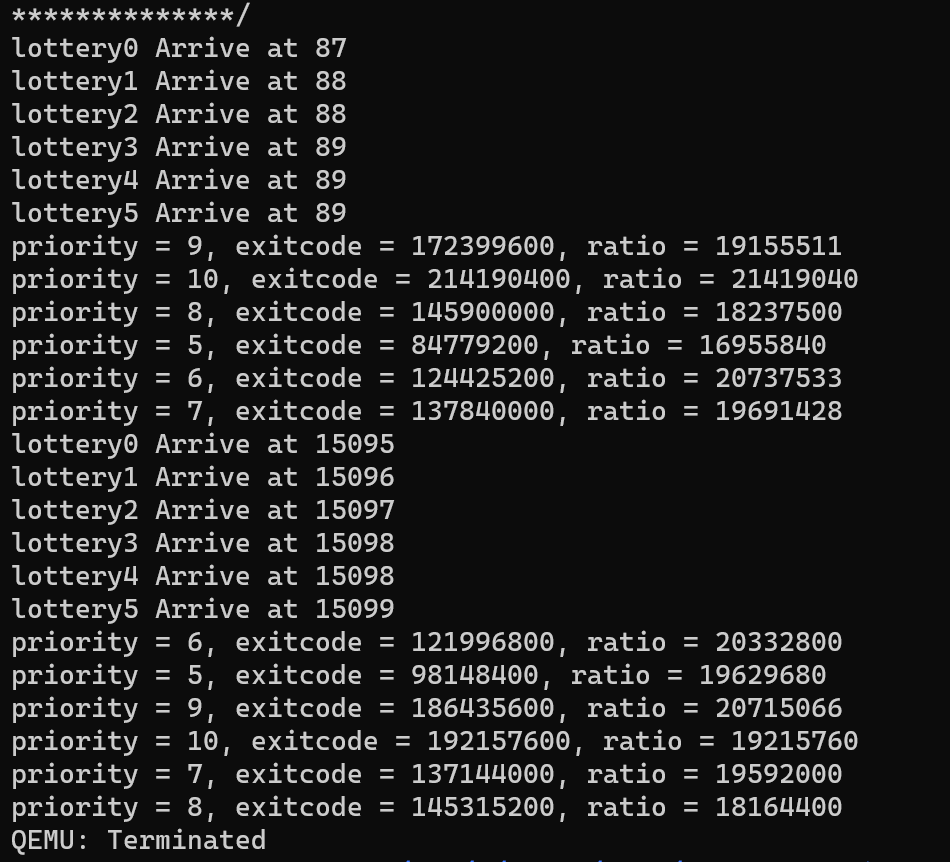 **************/
lottery0 Arrive at 87
lottery1 Arrive at 88
lottery2 Arrive at 88
lottery3 Arrive at 89
lottery4 Arrive at 89
lottery5 Arrive at 89
priority = 9, exitcode = 172399600, ratio = 19155511
priority = 10, exitcode = 214190400, ratio = 21419040
priority = 8, exitcode = 145900000, ratio = 18237500
priority = 5, exitcode = 84779200, ratio = 16955840
priority = 6, exitcode = 124425200, ratio = 20737533
priority = 7, exitcode = 137840000, ratio = 19691428
lottery0 Arrive at 15095
lottery1 Arrive at 15096
lottery2 Arrive at 15097
lottery3 Arrive at 15098
lottery4 Arrive at 15098
lottery5 Arrive at 15099
priority = 6, exitcode = 121996800, ratio = 20332800
priority = 5, exitcode = 98148400, ratio = 19629680
priority = 9, exitcode = 186435600, ratio = 20715066
priority = 10, exitcode = 192157600, ratio = 19215760
priority = 7, exitcode = 137144000, ratio = 19592000
priority = 8, exitcode = 145315200, ratio = 18164400
QEMU: Terminated